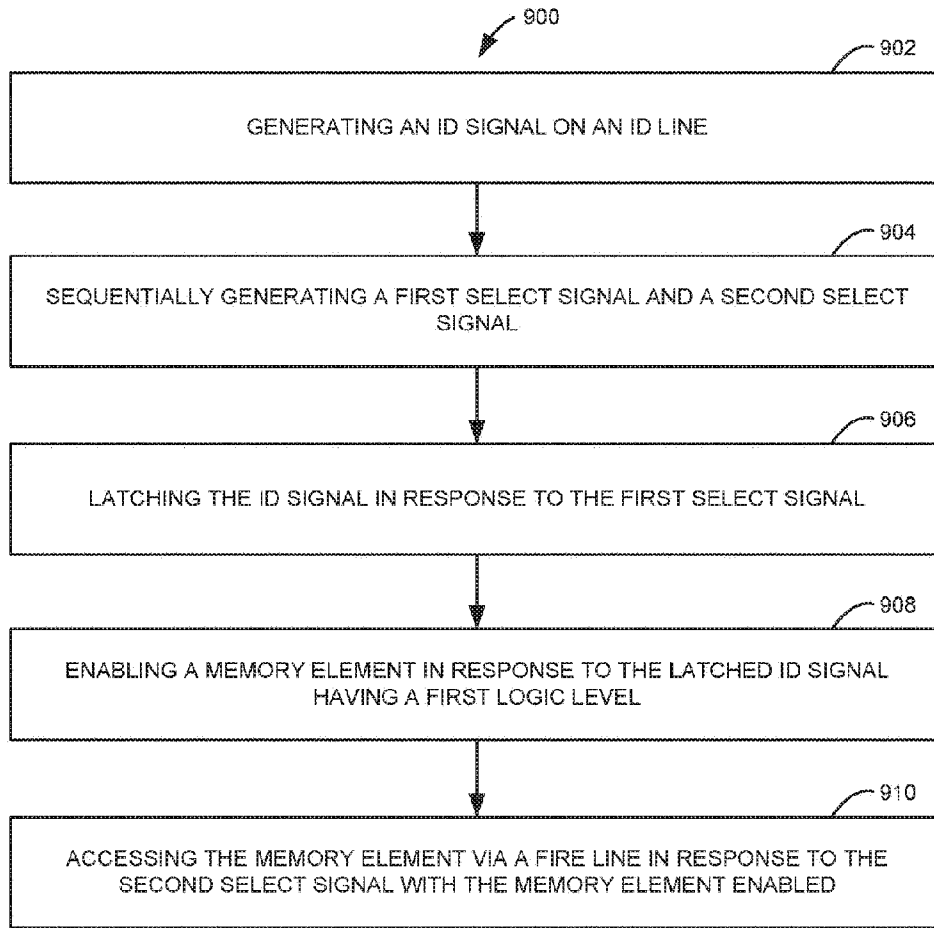 900
902
GENERATING AN ID SIGNAL ON AN ID LINE
904
SEQUENTIALLY GENERATING A FIRST SELECT SIGNAL AND A SECOND SELECT
SIGNAL
906
LATCHING THE ID SIGNAL IN RESPONSE TO THE FIRST SELECT SIGNAL
908
ENABLING A MEMORY ELEMENT IN RESPONSE TO THE LATCHED ID SIGNAL
HAVING A FIRST LOGIC LEVEL
910
ACCESSING THE MEMORY ELEMENT VIA A FIRE LINE IN RESPONSE TO THE
SECOND SELECT SIGNAL WITH THE MEMORY ELEMENT ENABLED